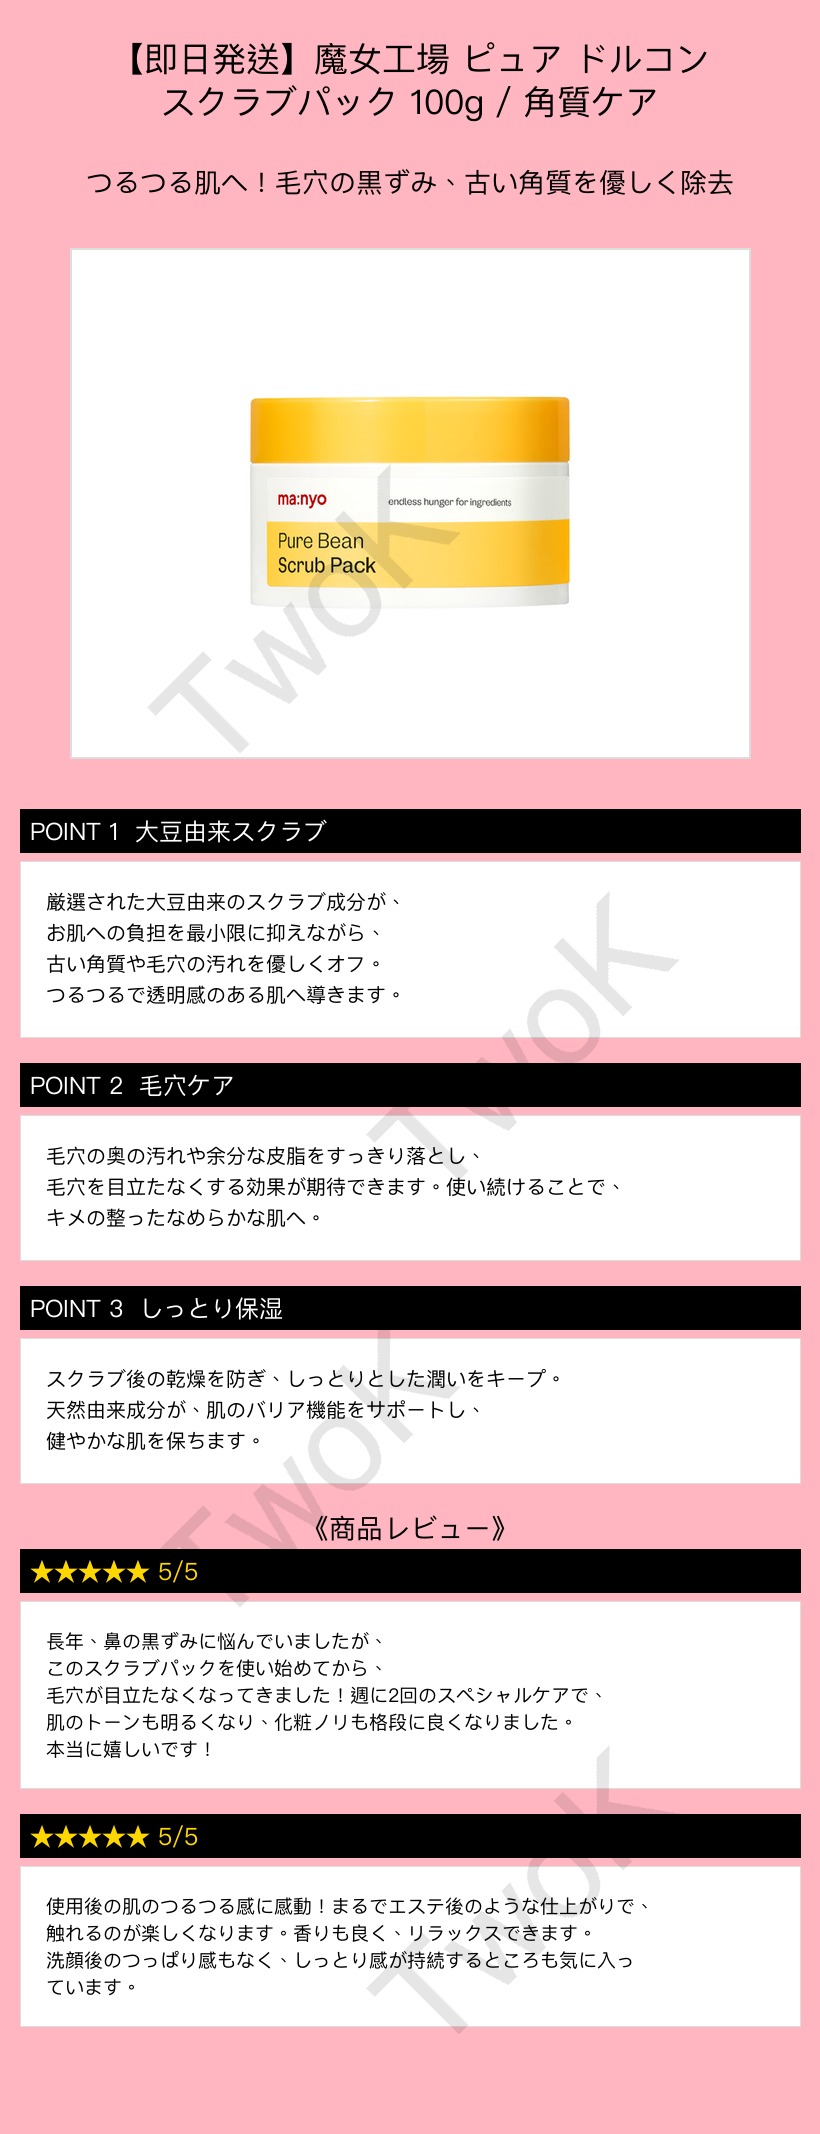 【即日発送】魔女工場 ピュア ドルコン
スクラブパック 100g / 角質ケア
つるつる肌へ！毛穴の黒ずみ、古い角質を優しく除去
ma:nyo
endless hunger for ingredients
Pure Bean
Scrub Pack
TwoK
POINT 1 大豆由来スクラブ
厳選された大豆由来のスクラブ成分が、
お肌への負担を最小限に抑えながら、
古い角質や毛穴の汚れを優しくオフ。
つるつるで透明感のある肌へ導きます。
TwoK
POINT 2 毛穴ケア
毛穴の奥の汚れや余分な皮脂をすっきり落とし、
毛穴を目立たなくする効果が期待できます。使い続けることで、
キメの整ったなめらかな肌へ。
POINT 3 しっとり保湿
スクラブ後の乾燥を防ぎ、しっとりとした潤いをキープ。
天然由来成分が、肌のバリア機能をサポートし、
健やかな肌を保ちます。
TwoK
《商品レビュー》
★★★★★ 5/5
長年、鼻の黒ずみに悩んでいましたが、
このスクラブパックを使い始めてから、
毛穴が目立たなくなってきました！週に2回のスペシャルケアで、
肌のトーンも明るくなり、化粧ノリも格段に良くなりました。
本当に嬉しいです！
★★★★★ 5/5
使用後の肌のつるつる感に感動！まるでエステ後のような仕上がりで、
触れるのが楽しくなります。香りも良く、リラックスできます。
洗顔後のつっぱり感もなく、しっとり感が持続するところも気に入っ
ています。
TwoK